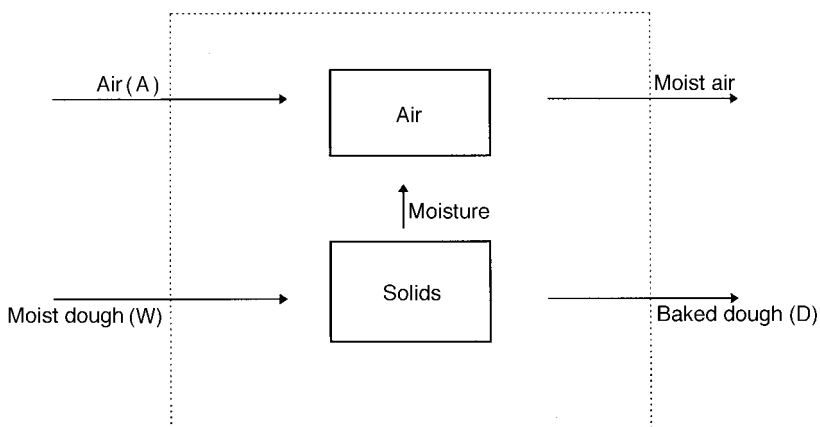 Air (A)
Moist air
Air
Moisture
Solids
Moist dough (W)
Baked dough (D)